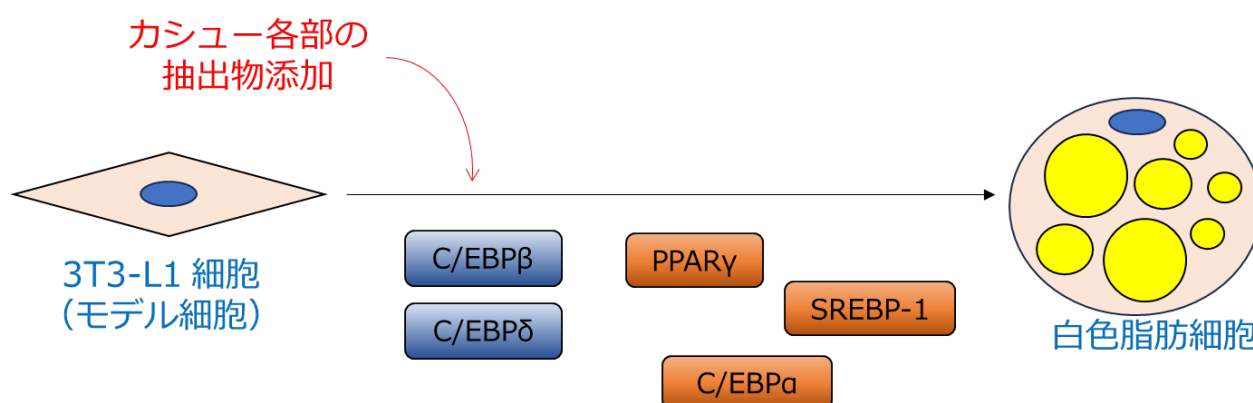 カシュー各部の
抽出物添加
3T3-L1 細胞
（モデル細胞）
C/EBPβ
C/EBPδ
PPARγ
SREBP-1
C/EBPα
白色脂肪細胞